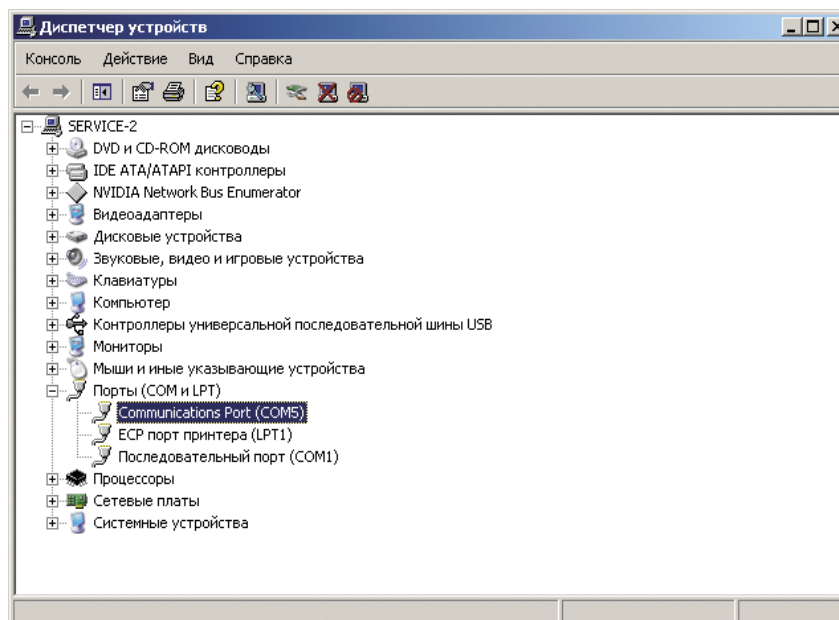 Диспетчер устройств
Консоль Действие Вид Справка
SERVICE-2
DVD и CD-ROM дисководы
IDE ATA/ATAPI контроллеры
NVIDIA Network Bus Enumerator
Видеоадаптеры
Дисковые устройства
Звуковые, видео и игровые устройства
Клавиатуры
Компьютер
Контроллеры универсальной последовательной шины USB
Мониторы
Мыши и иные указывающие устройства
Порты (COM и LPT)
Communications Port (COM5)
ECP порт принтера (LPT1)
Последовательный порт (COM1)
Процессоры
Сетевые платы
Системные устройства